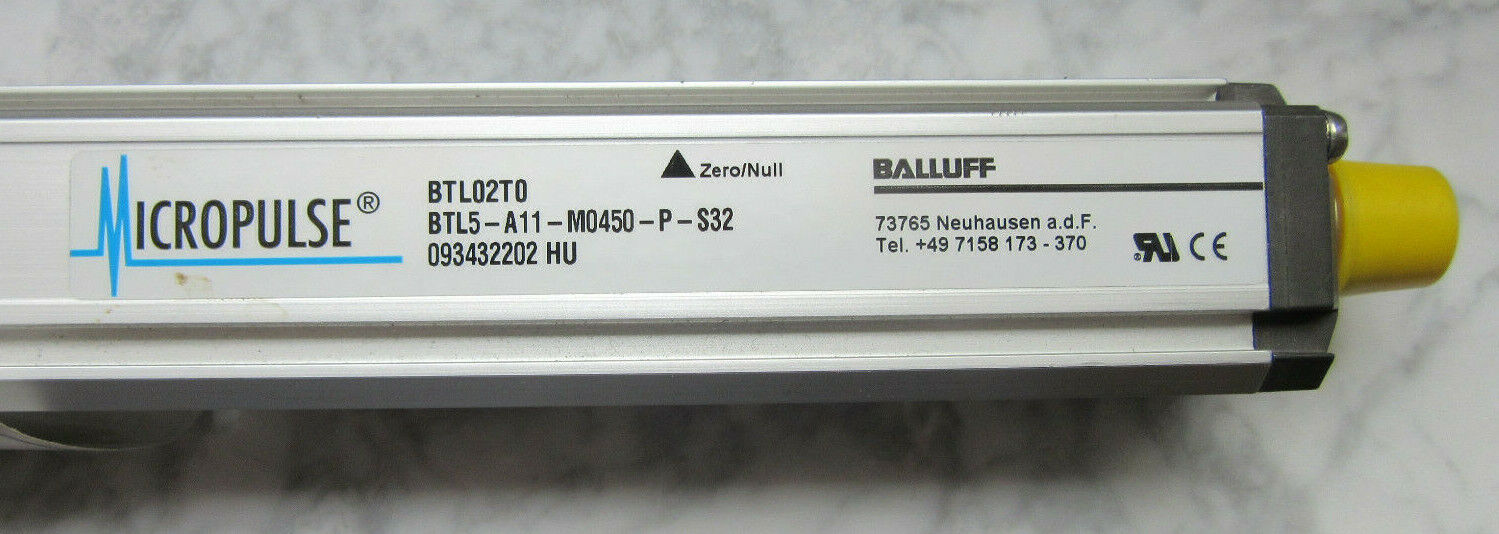 MICROPULSE®
BTL02T0
BTL5-A11-M0450-P-S32
093432202 HU
▲ Zero/Null
BALLUFF
73765 Neuhausen a.d.F.
Tel. +49 7158 173-370
®RU CE